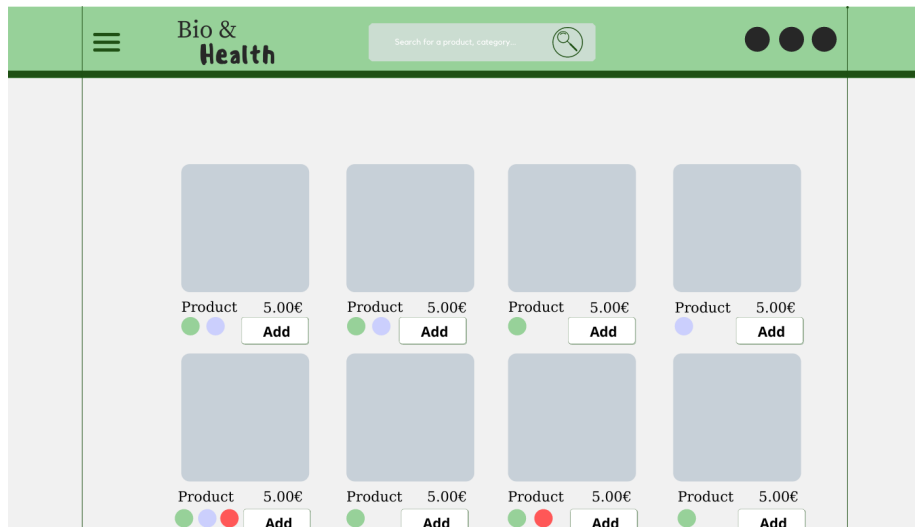 Bio &
Health
Search for a product, category...
Product 5.00€ Product 5.00€ Product 5.00€ Product 5.00€
Add Add Add Add
Product 5.00€ Product 5.00€ Product 5.00€ Product 5.00€
Add Add Add Add